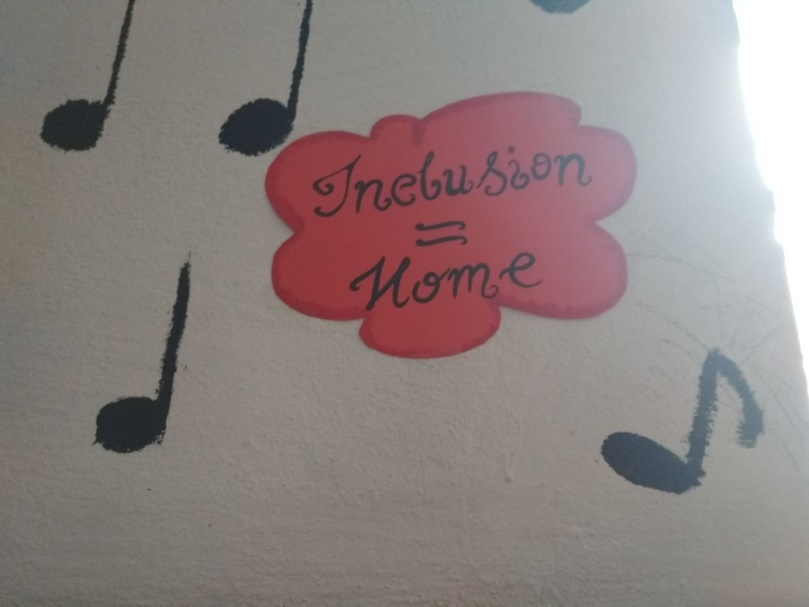 Inclusion
=
Home